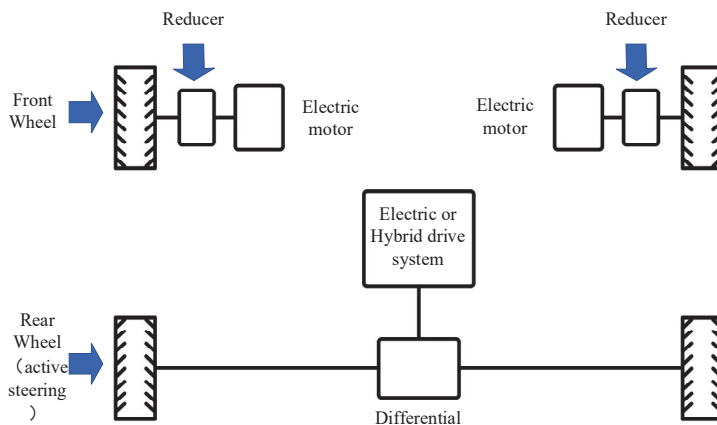 Reducer
Reducer
Front
Wheel
Electric
motor
Electric
motor
Electric or
Hybrid drive
system
Rear
Wheel
（active
steering
）
Differential